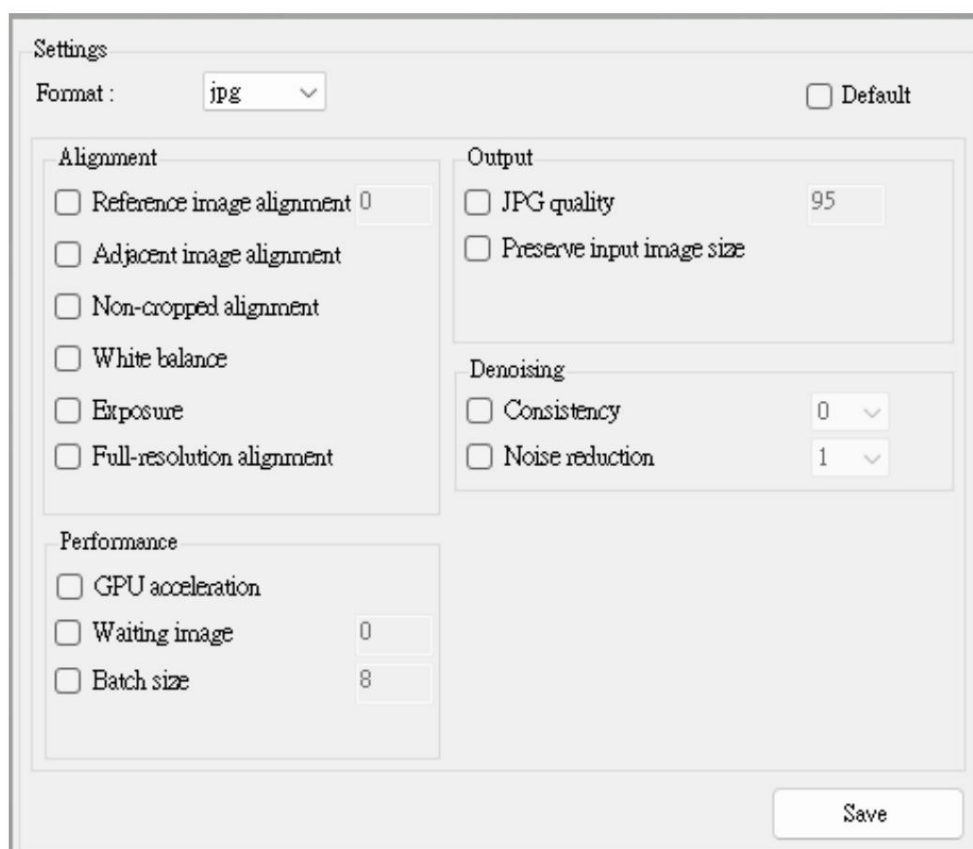 Settings
Format : jpg
Default
Alignment
Reference image alignment 0
Adjacent image alignment
Non-cropped alignment
White balance
Exposure
Full-resolution alignment
Performance
GPU acceleration
Waiting image 0
Batch size 8
Output
JPG quality 95
Preserve input image size
Denoising
Consistency 0
Noise reduction 1
Save